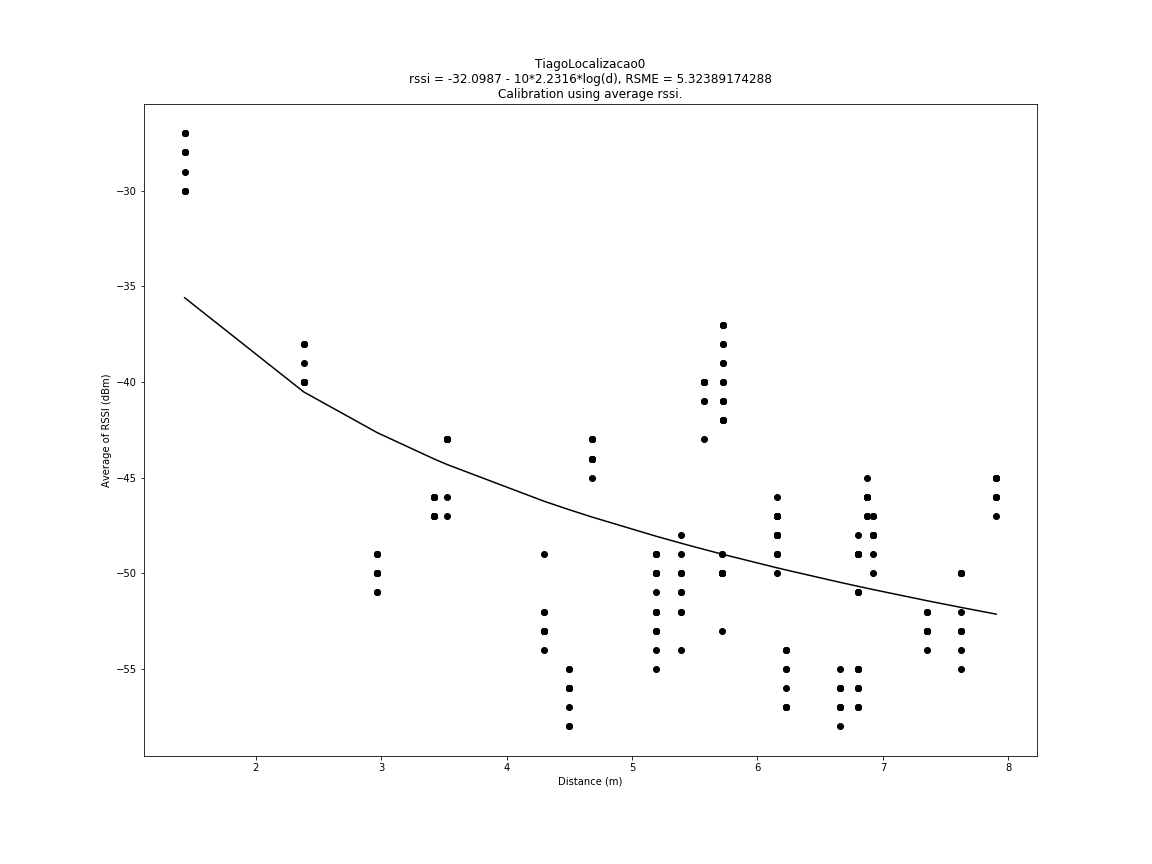 TiagoLocalizacao0
rssi = -32.0987 - 10*2.2316*log(d), RSME = 5.32389174288
Calibration using average rssi.
Average of RSSI (dBm)
−30
−35
−40
−45
−50
−55
2 3 4 5 6 7 8
Distance (m)